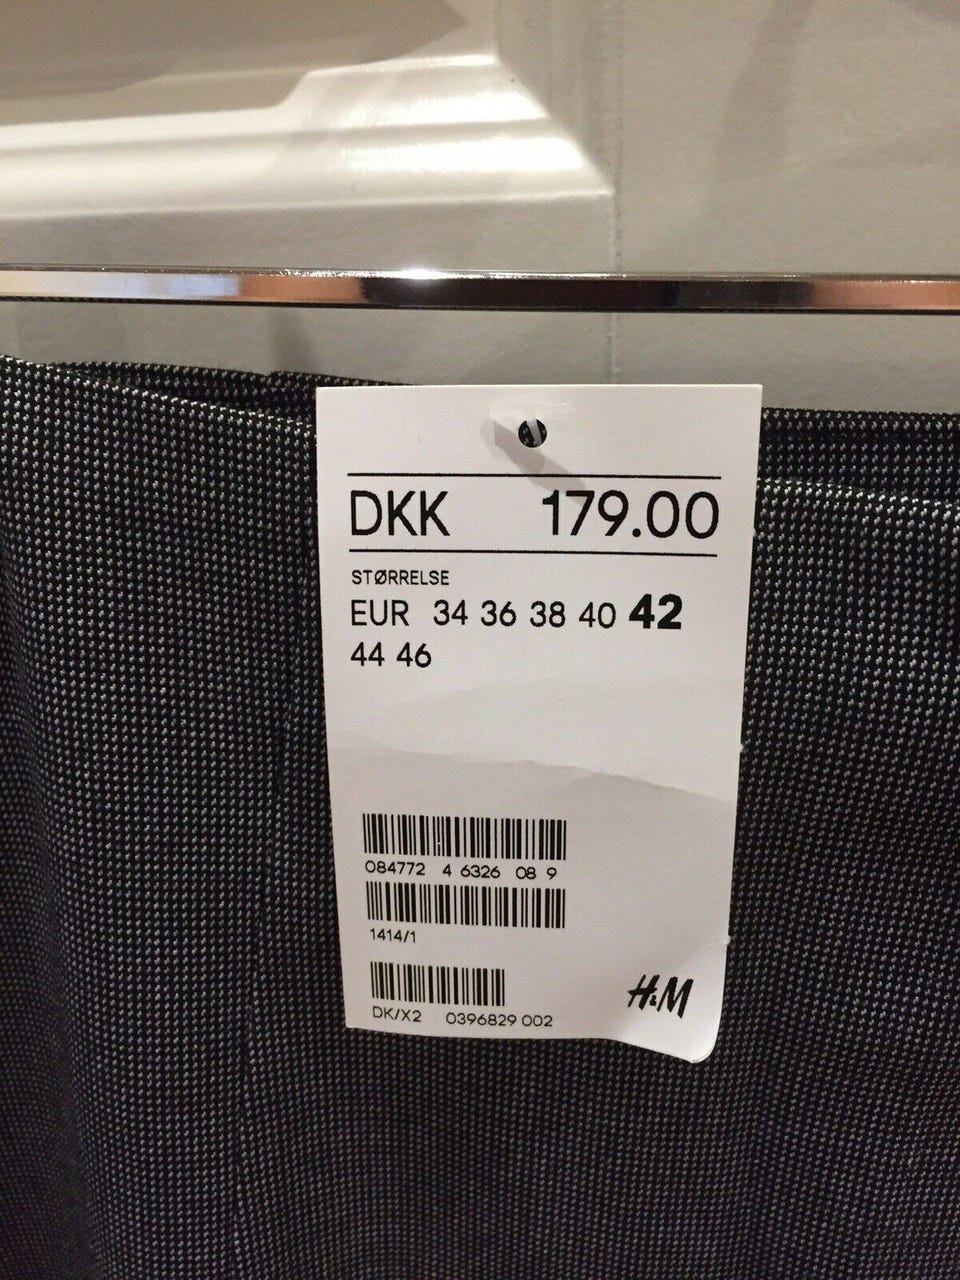 DKK 179.00
STØRRELSE
EUR 34 36 38 40 42
44 46
084772 4 6326 08 9
1414/1
DK/X2 0396829 002
H&M